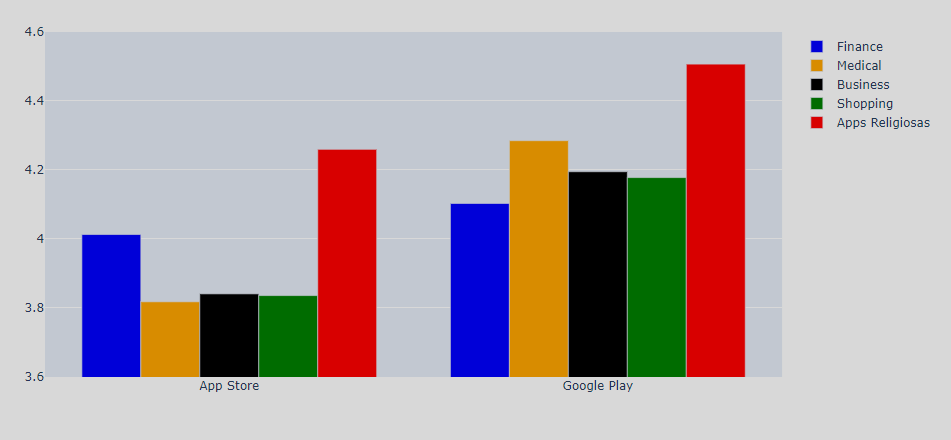 4.6
4.4
4.2
4
3.8
3.6
App Store
Google Play
Finance
Medical
Business
Shopping
Apps Religiosas